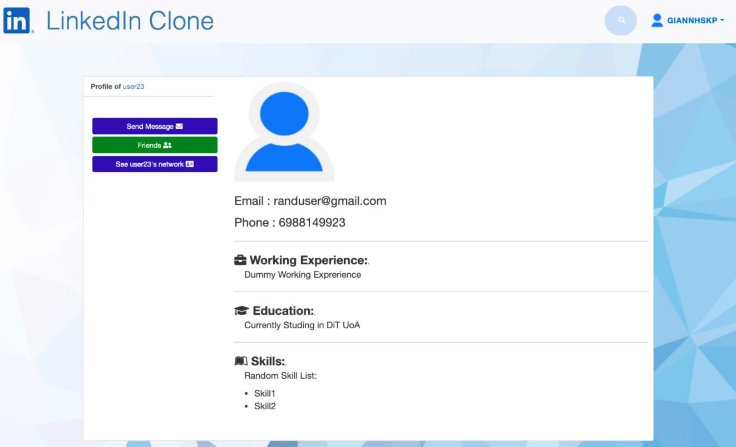 in LinkedIn Clone
GIANNHSKP
Profile of user23
Send Message
Friends
See user23's network
Email : randuser@gmail.com
Phone : 6988149923
Working Experience:.
Dummy Working Exprerience
Education:.
Currently Studing in DiT UoA
Skills:.
Random Skill List:
Skill1
Skill2